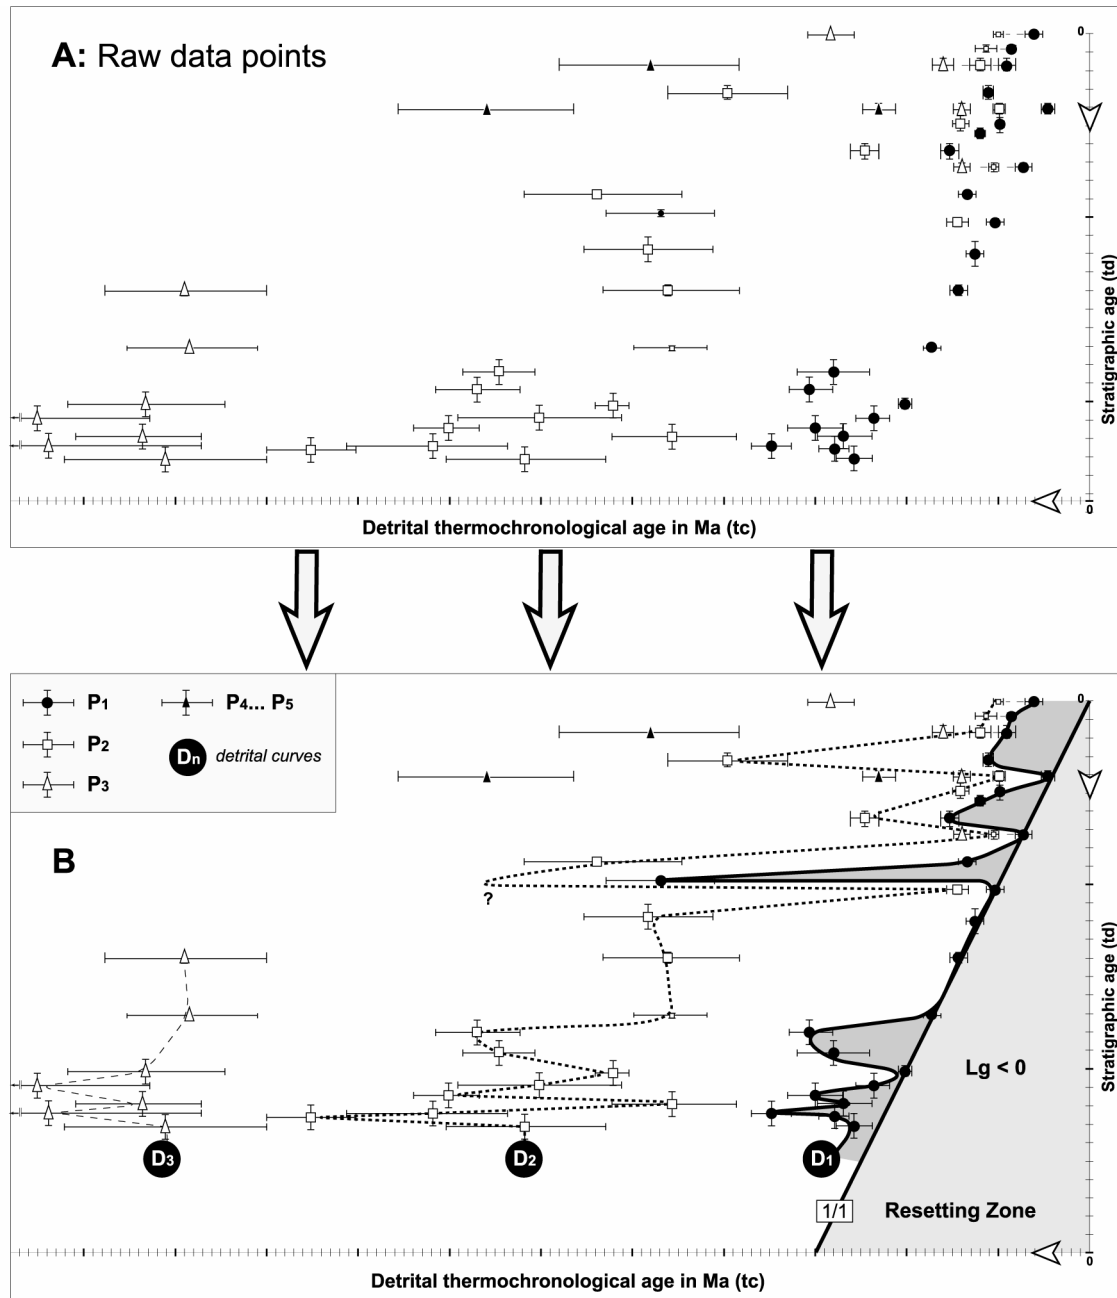 A: Raw data points
0
Stratigraphic age (td)
0
Detrital thermochronological age in Ma (tc)
P1
P4... P5
P2
Dn detrital curves
P3
0
B
?
Stratigraphic age (td)
Lg < 0
D3
D2
D1
1/1
Resetting Zone
0
Detrital thermochronological age in Ma (tc)